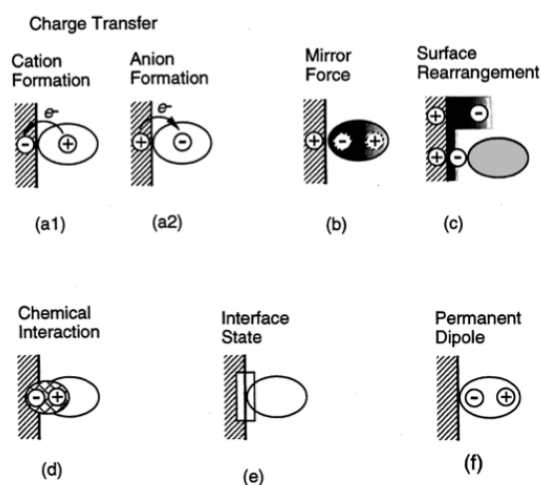 Charge Transfer
Cation
Formation
Anion
Formation
Mirror
Force
Surface
Rearrangement
e-
e-
- +
+ -
+ - +
+ -
+ -
(a1)
(a2)
(b)
(c)
Chemical
Interaction
Interface
State
Permanent
Dipole
- +
- +
(d)
(e)
(f)